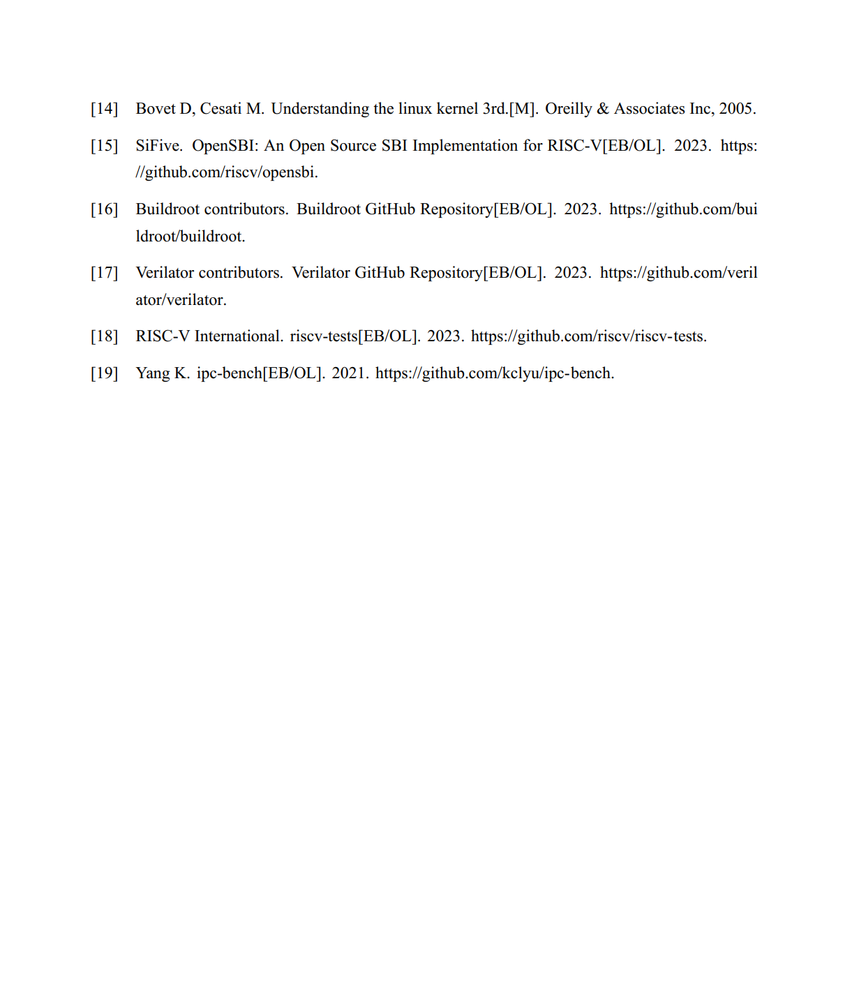 [14] Bovet D, Cesati M. Understanding the linux kernel 3rd.[M]. Oreilly & Associates Inc, 2005.
[15] SiFive. OpenSBI: An Open Source SBI Implementation for RISC-V[EB/OL]. 2023. https:
//github.com/riscv/opensbi.
[16] Buildroot contributors. Buildroot GitHub Repository[EB/OL]. 2023. https://github.com/bui
ldroot/buildroot.
[17] Verilator contributors. Verilator GitHub Repository[EB/OL]. 2023. https://github.com/veril
ator/verilator.
[18] RISC-V International. riscv-tests[EB/OL]. 2023. https://github.com/riscv/riscv-tests.
[19] Yang K. ipc-bench[EB/OL]. 2021. https://github.com/kclyu/ipc-bench.